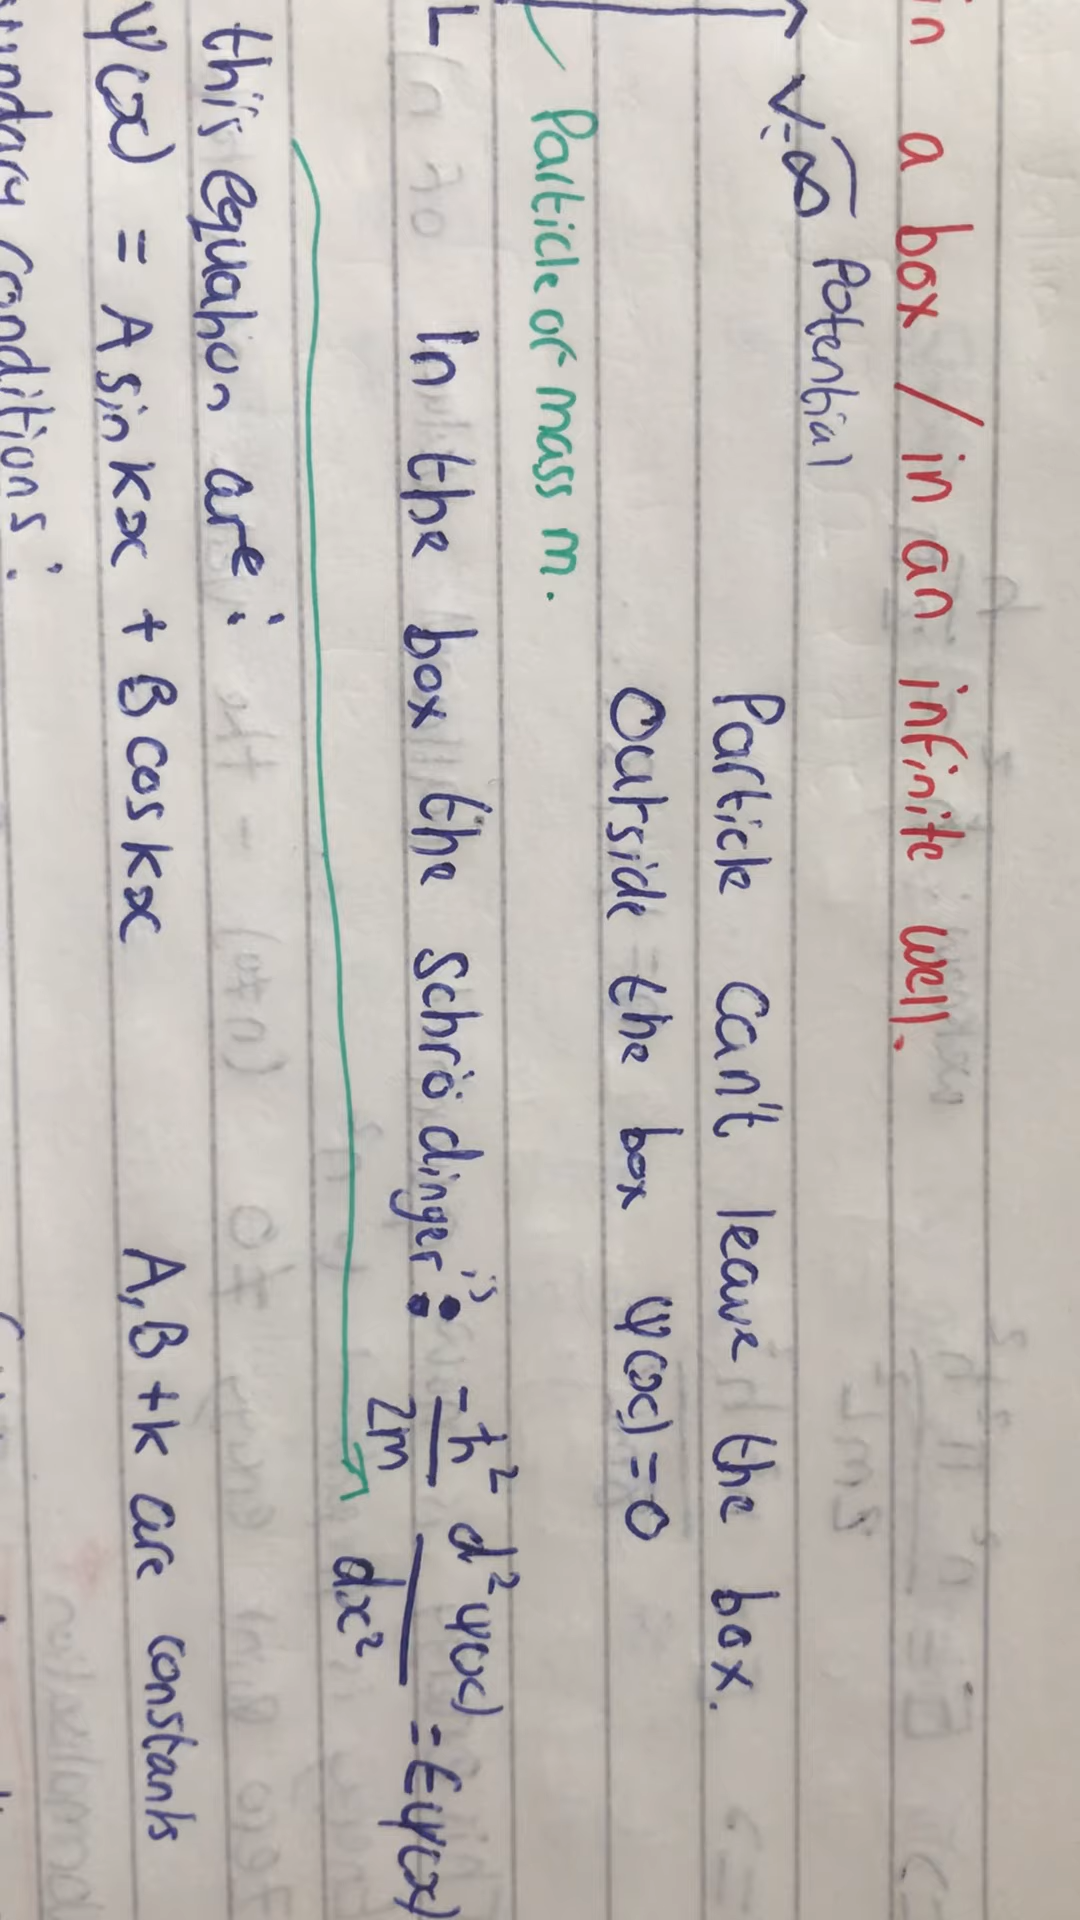 in a box / in an infinite well.
V=∞ Potential
Particle can't leave the box.
Outside the box ψ(x) = 0
Particle of mass m.
L In the box the schrödinger is: -ħ²/2m d²ψ(x)/dx² = Eψ(x)
this equation are:
ψ(x) = A sin kx + B cos kx A, B + k are constants
conditions: